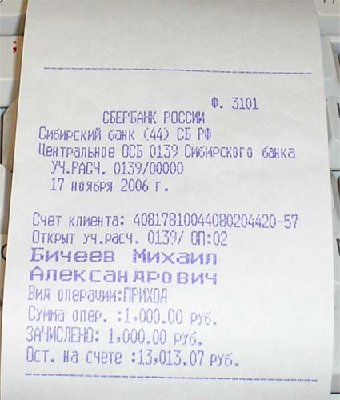 Ф. 3101
СБЕРБАНК РОССИИ
Сибирский банк (44) СБ РФ
Центральное ОСБ 0139 Сибирского банка
УЧ.РАСЧ. 0139/00000
17 ноября 2006 г.
Счет клиента: 40817810044080204420-57
Открыт уч.расч. 0139/ ОП:02
Бичеев Михаил
Александрович
Вид операции:ПРИХОД
Сумма опер. :1,000.00 руб.
ЗАЧИСЛЕНО: 1,000.00 руб.
Ост. на счете :13,013.07 руб.